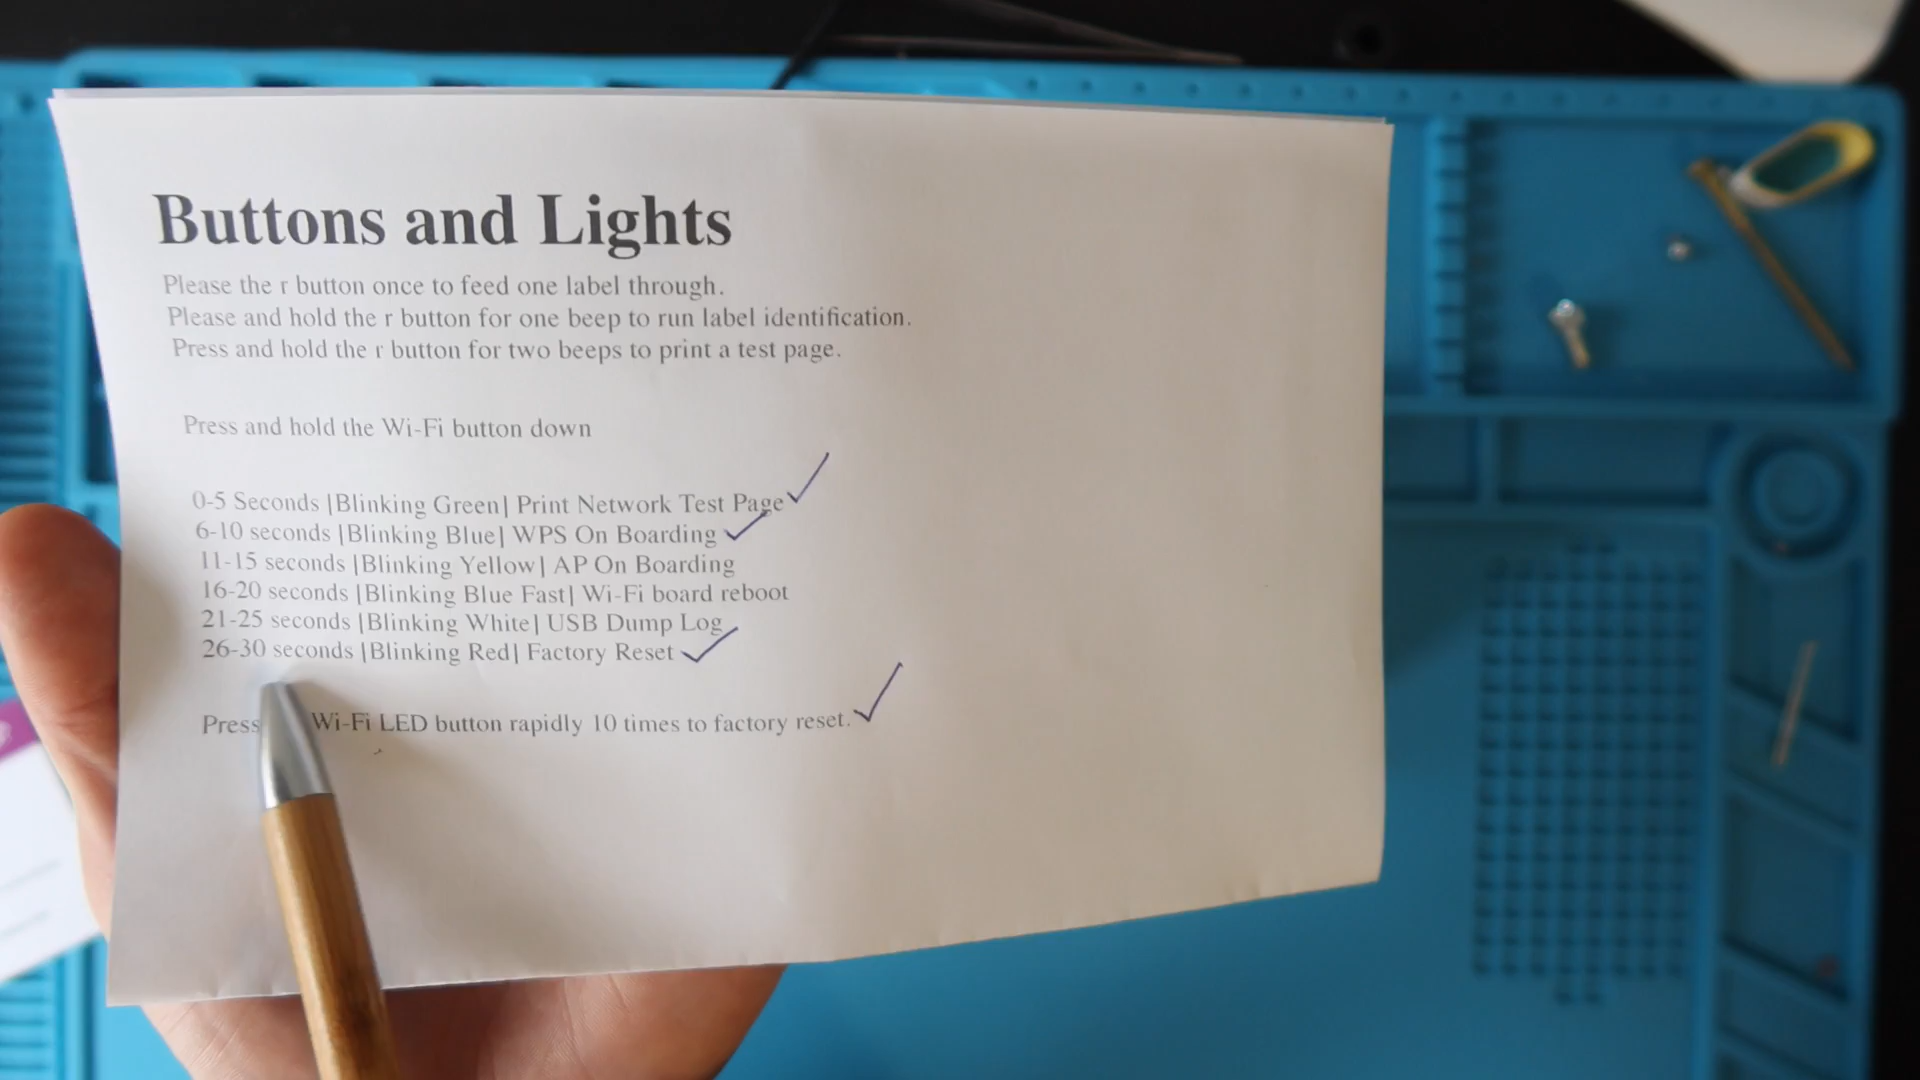 Buttons and Lights
Please the r button once to feed one label through.
Please and hold the r button for one beep to run label identification.
Press and hold the r button for two beeps to print a test page.
Press and hold the Wi-Fi button down
0-5 Seconds |Blinking Green| Print Network Test Page
6-10 seconds |Blinking Blue| WPS On Boarding
11-15 seconds |Blinking Yellow| AP On Boarding
16-20 seconds |Blinking Blue Fast| Wi-Fi board reboot
21-25 seconds |Blinking White| USB Dump Log
26-30 seconds |Blinking Red| Factory Reset
Press Wi-Fi LED button rapidly 10 times to factory reset.